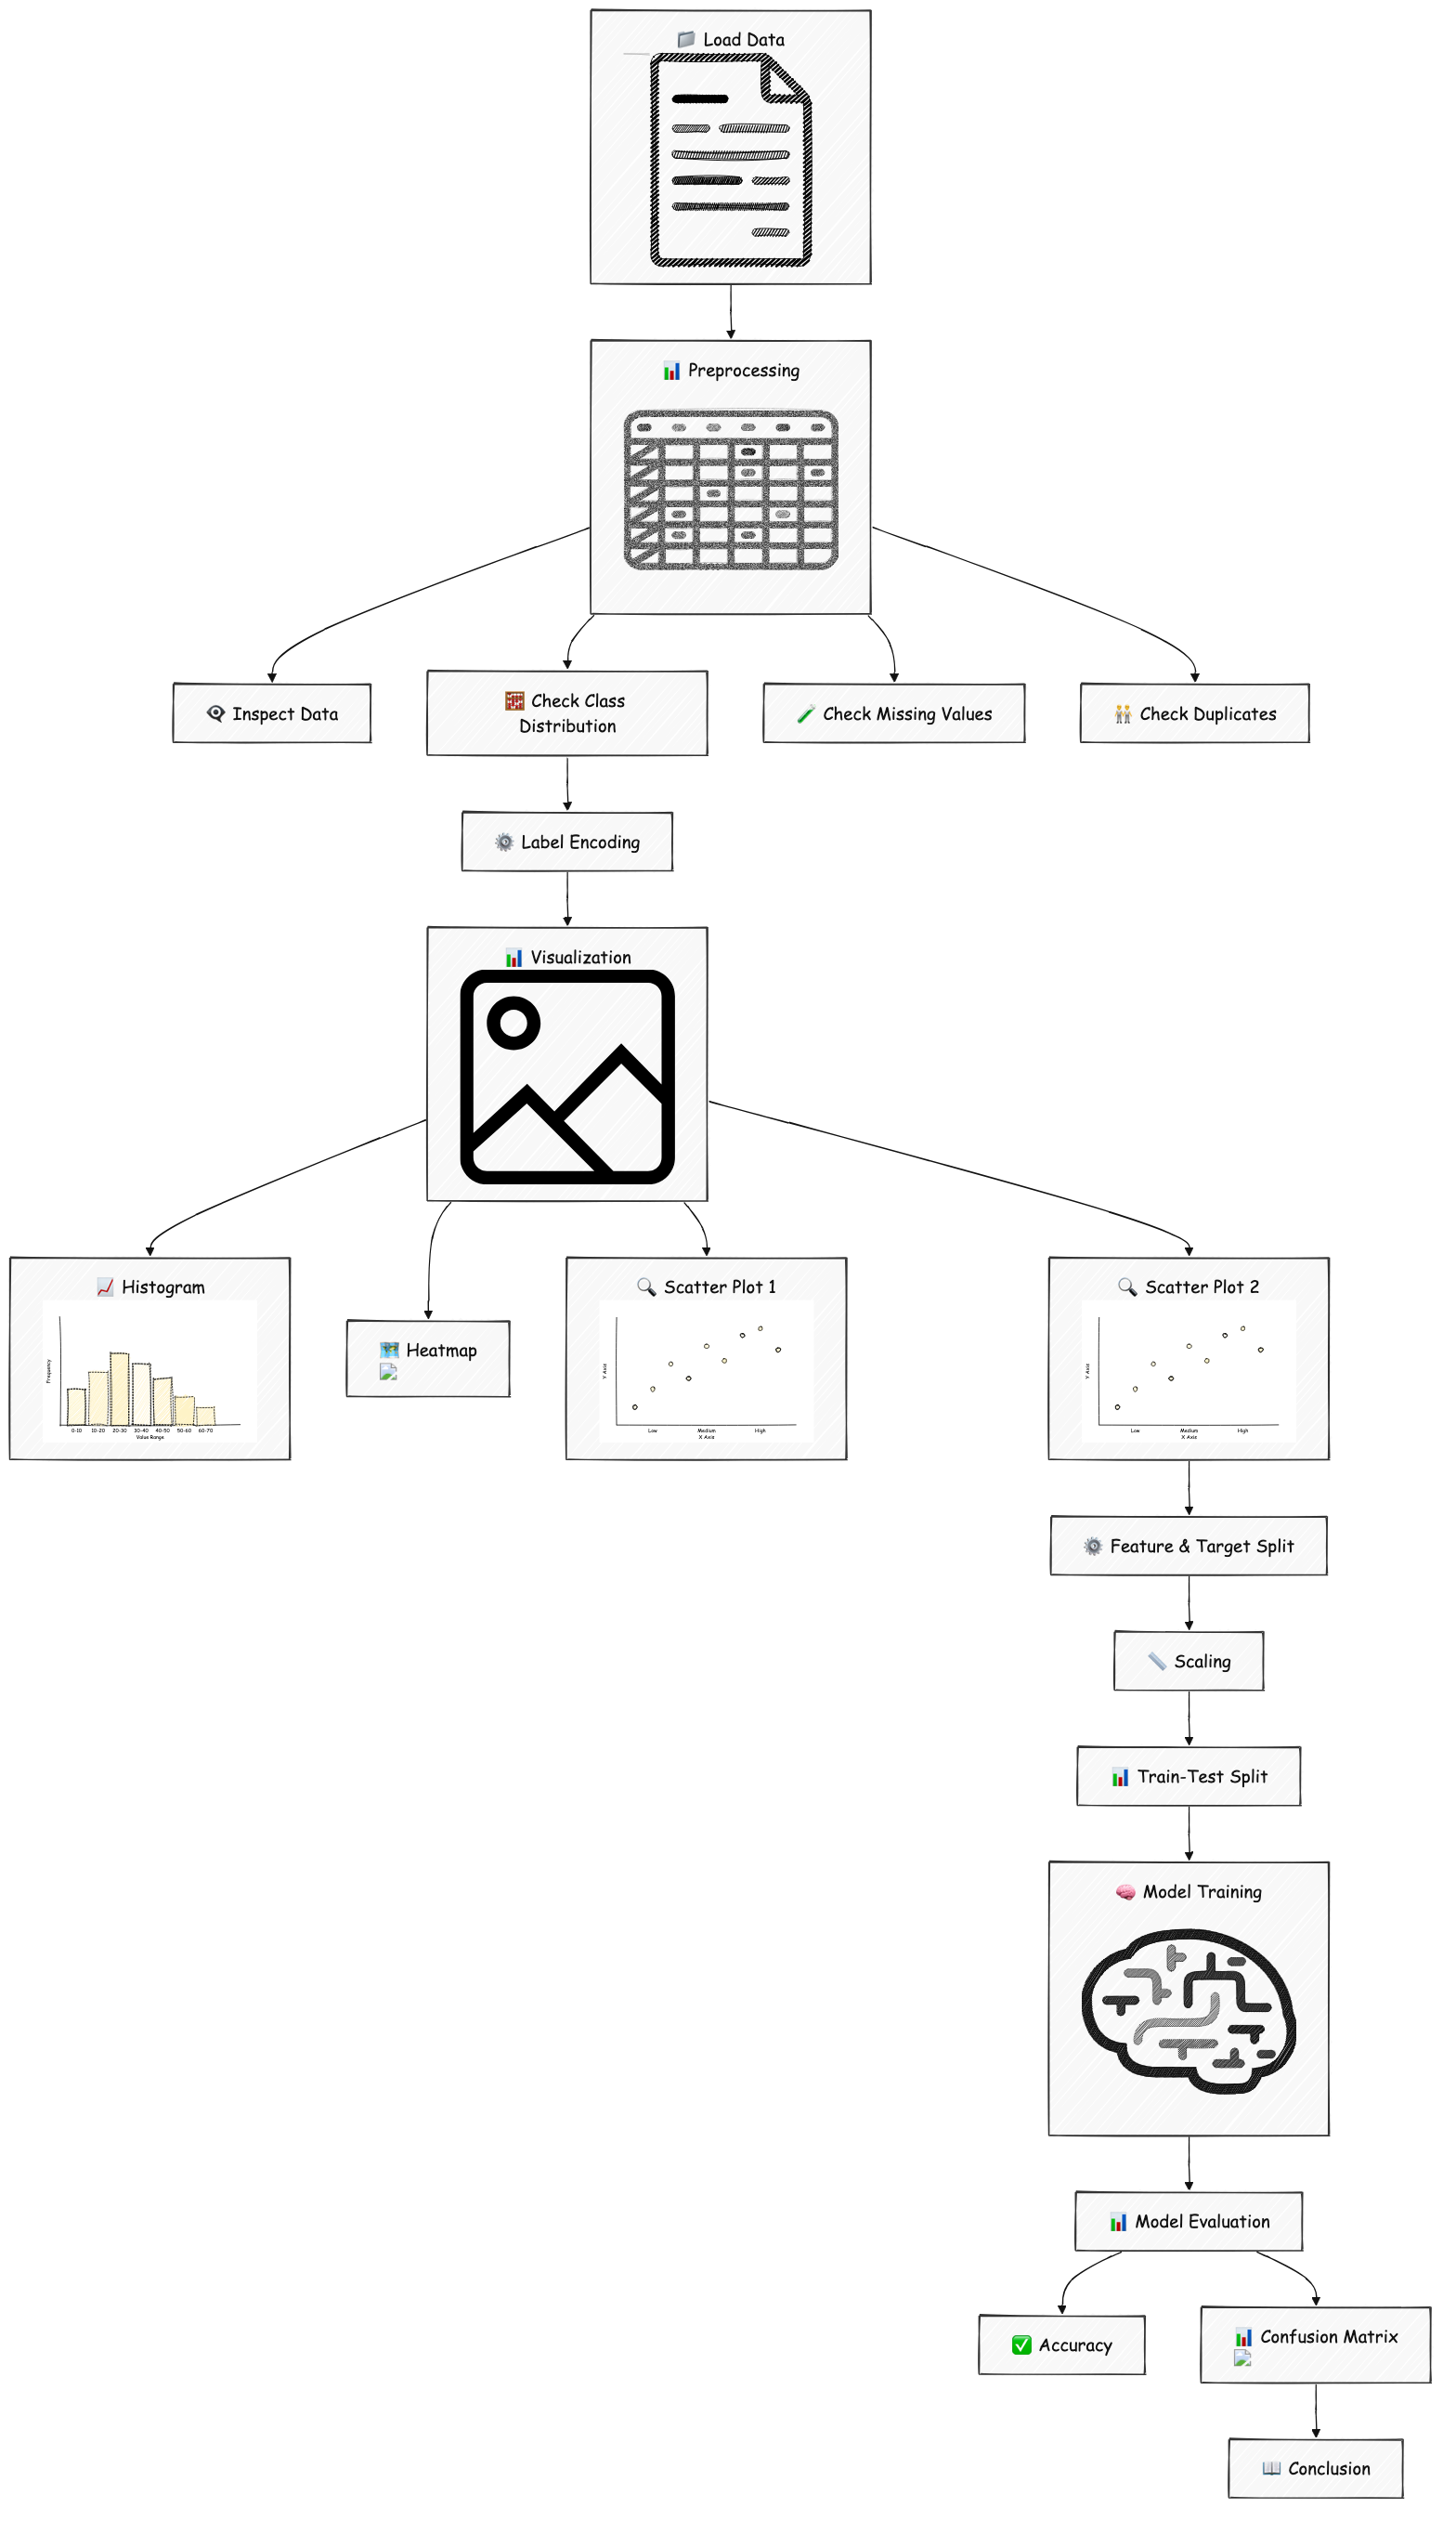 📁 Load Data
📊 Preprocessing
👁️‍🗨️ Inspect Data
🧮 Check Class
Distribution
🧪 Check Missing Values
👯 Check Duplicates
⚙️ Label Encoding
📊 Visualization
📈 Histogram
Frequency
0-10 10-20 20-30 30-40 40-50 50-60 60-70
Value Range
🗺️ Heatmap
🔍 Scatter Plot 1
Y Axis
Low Medium High
X Axis
🔍 Scatter Plot 2
Y Axis
Low Medium High
X Axis
⚙️ Feature & Target Split
📏 Scaling
📊 Train-Test Split
🧠 Model Training
📊 Model Evaluation
✅ Accuracy
📊 Confusion Matrix
📖 Conclusion